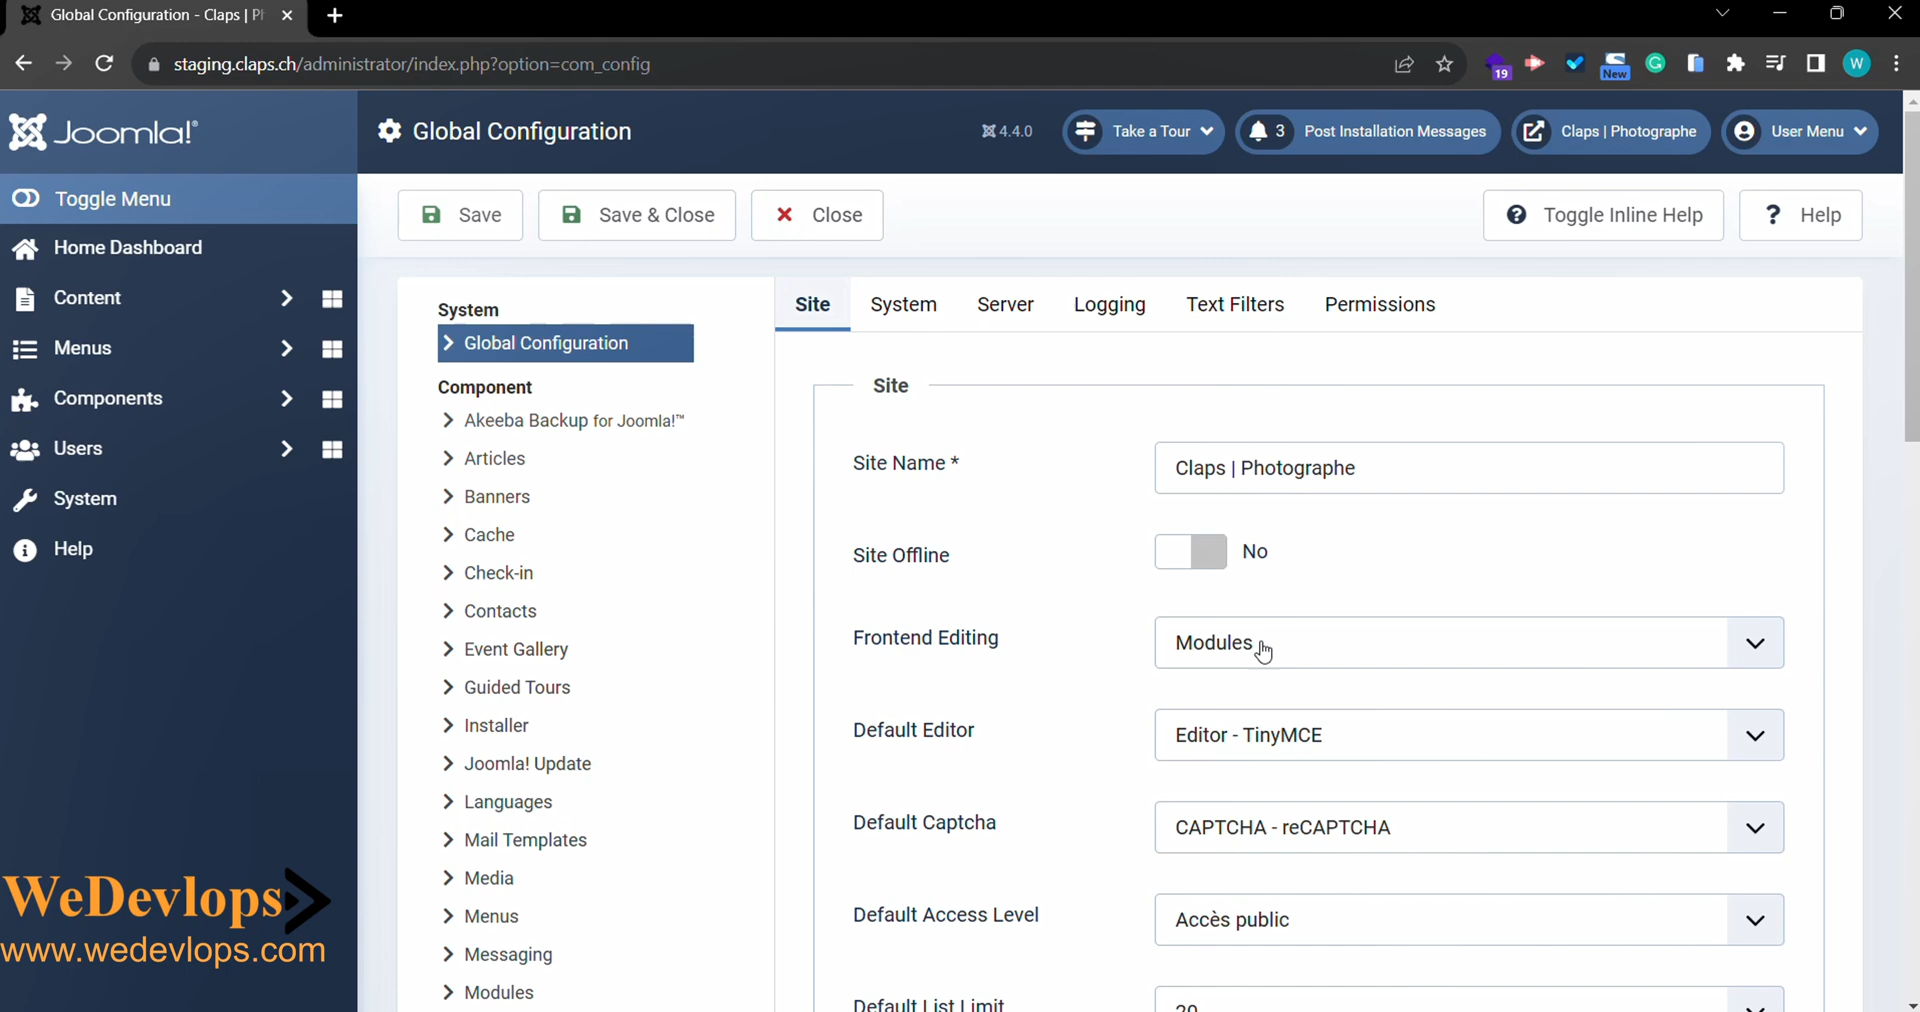 Global Configuration - Claps | Ph
staging.claps.ch/administrator/index.php?option=com_config
19
New
W
Joomla!®
Global Configuration
4.4.0
Take a Tour
3 Post Installation Messages
Claps | Photographe
User Menu
Toggle Menu
Save
Save & Close
Close
Toggle Inline Help
? Help
Home Dashboard
Content
Menus
Components
Users
System
Help
System
Global Configuration
Component
Akeeba Backup for Joomla!™
Articles
Banners
Cache
Check-in
Contacts
Event Gallery
Guided Tours
Installer
Joomla! Update
Languages
Mail Templates
Media
Menus
Messaging
Modules
Site
System
Server
Logging
Text Filters
Permissions
Site
Site Name *
Claps | Photographe
Site Offline
No
Frontend Editing
Modules
Default Editor
Editor - TinyMCE
Default Captcha
CAPTCHA - reCAPTCHA
Default Access Level
Accès public
Default List Limit
20
WeDevlops
www.wedevlops.com